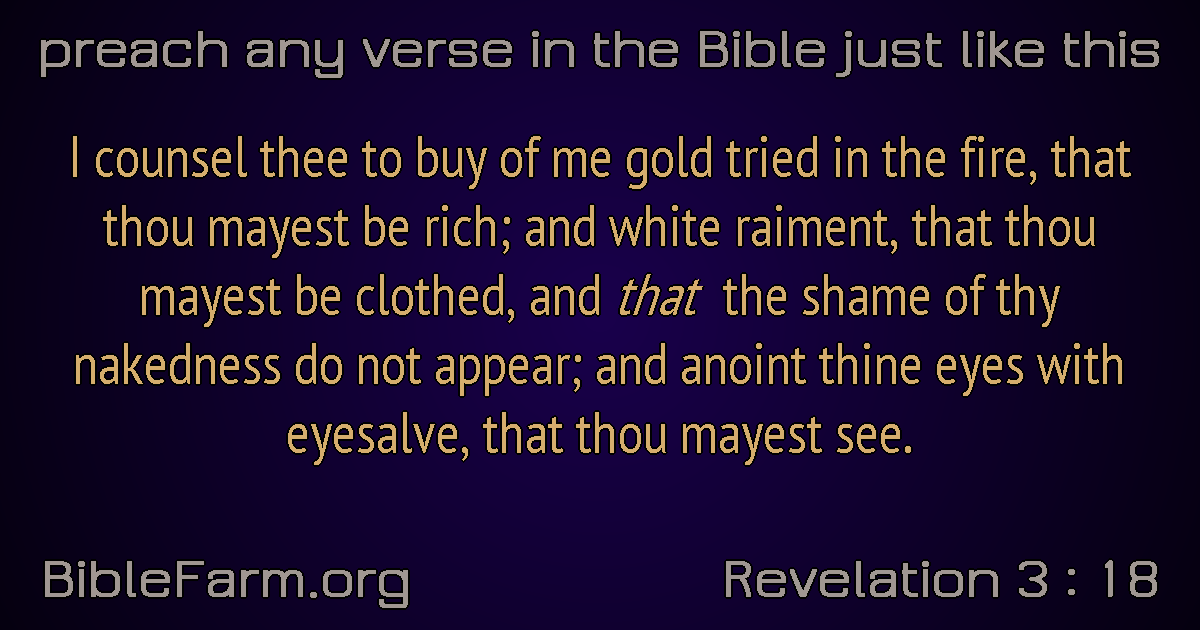 preach any verse in the Bible just like this
I counsel thee to buy of me gold tried in the fire, that
thou mayest be rich; and white raiment, that thou
mayest be clothed, and that the shame of thy
nakedness do not appear; and anoint thine eyes with
eyesalve, that thou mayest see.
BibleFarm.org
Revelation 3 : 18